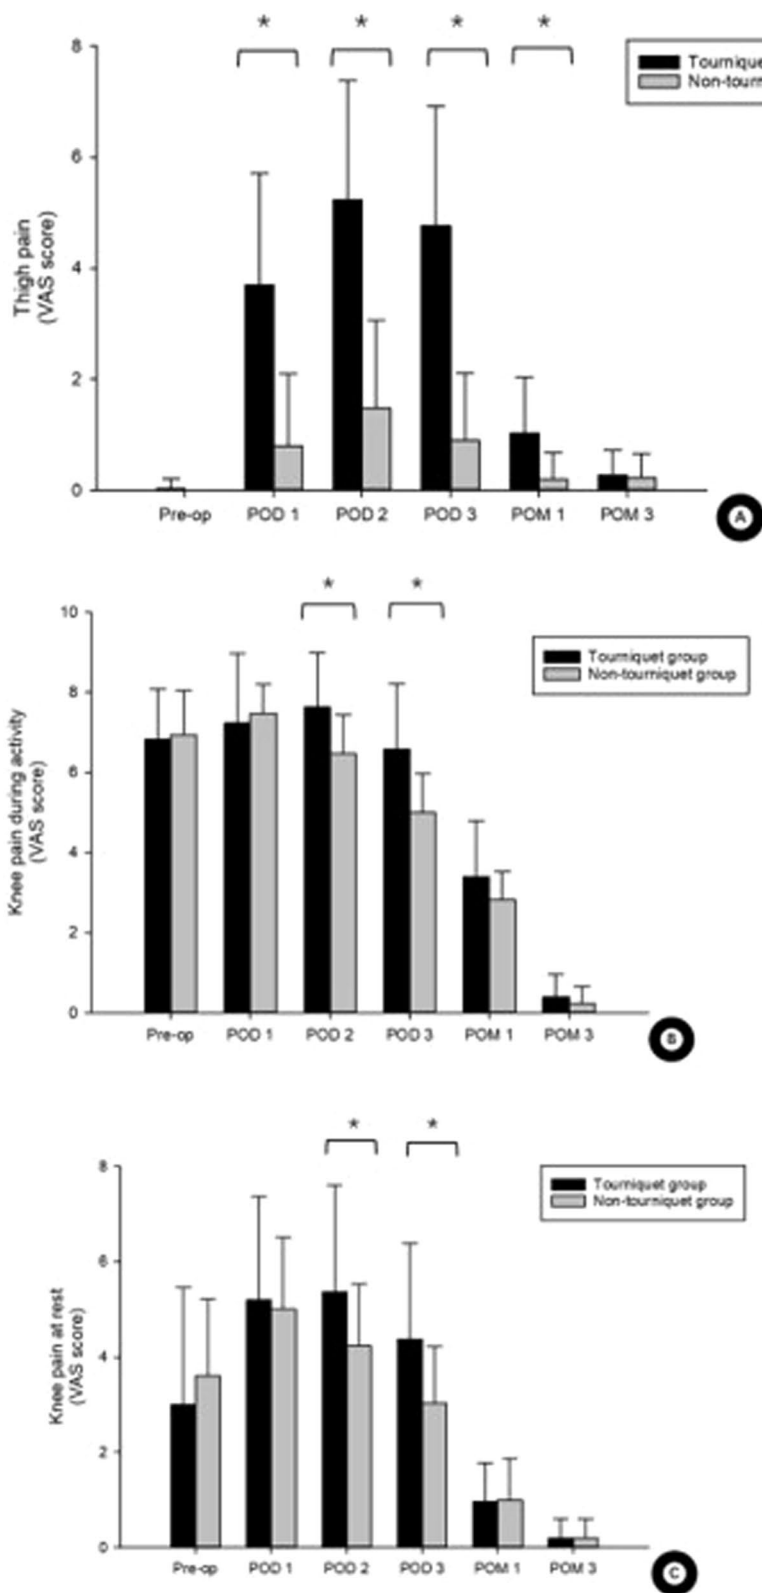 * * * *
8
Tournique
Non-tourn
6
4
2
0
Thigh pain
(VAS score)
Pre-op POD 1 POD 2 POD 3 POM 1 POM 3
A
* *
10
8
6
4
2
0
Tourniquet group
Non-tourniquet group
Knee pain during activity
(VAS score)
Pre-op POD 1 POD 2 POD 3 POM 1 POM 3
B
* *
8
6
4
2
0
Tourniquet group
Non-tourniquet group
Knee pain at rest
(VAS score)
Pre-op POD 1 POD 2 POD 3 POM 1 POM 3
C